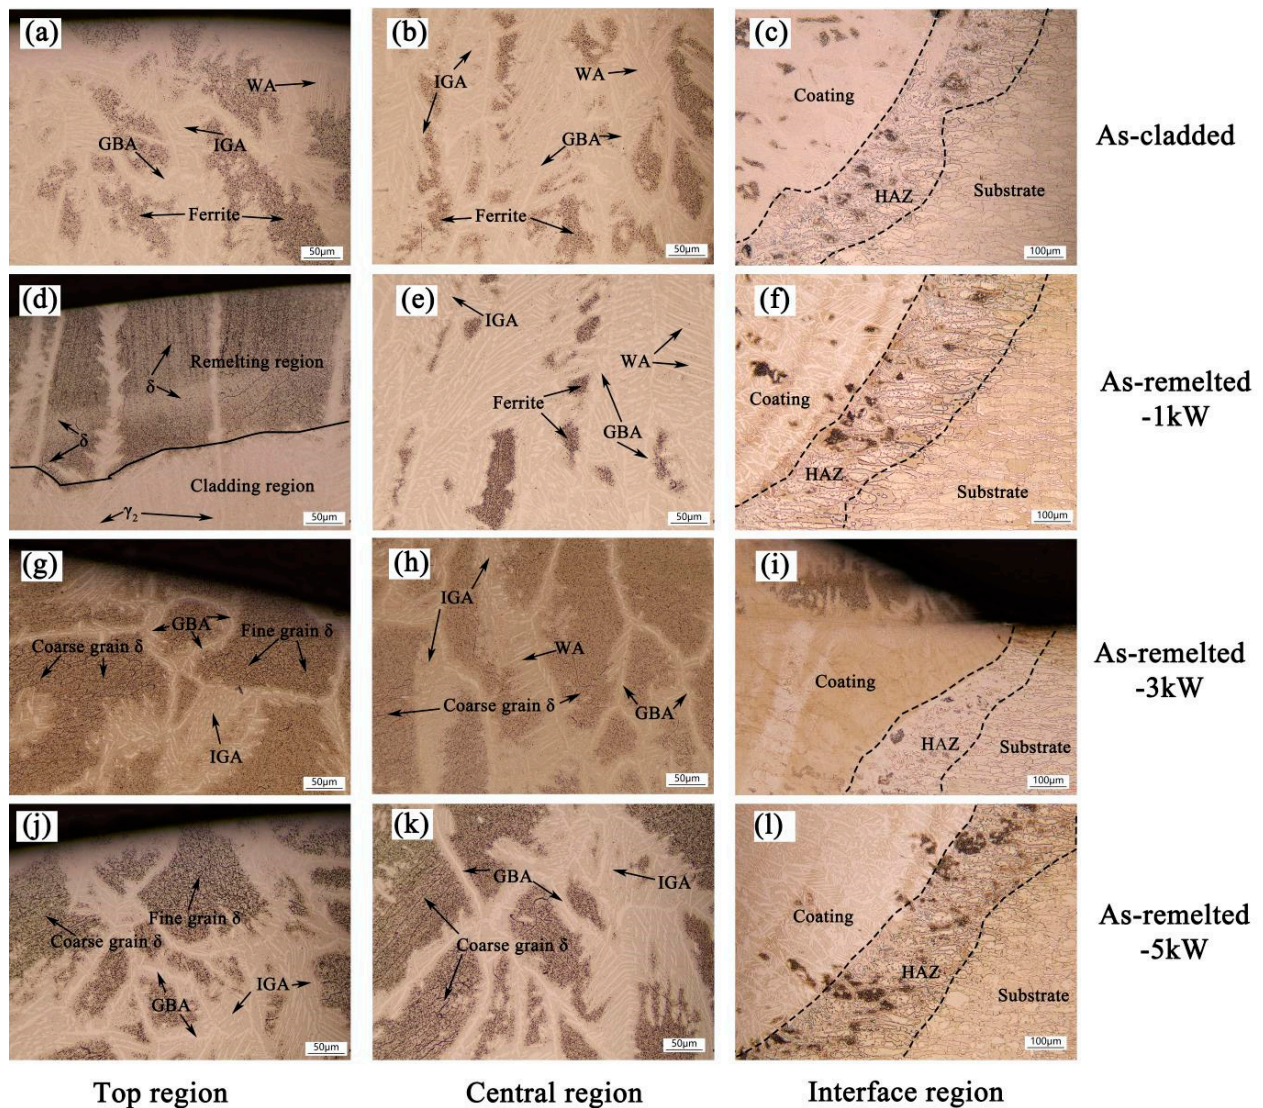 (a)
WA
GBA
IGA
Ferrite
50μm
(b)
IGA
WA
GBA
Ferrite
50μm
(c)
Coating
HAZ
Substrate
100μm
As-cladded
(d)
Remelting region
δ
δ
Cladding region
γ2
50μm
(e)
IGA
WA
Ferrite
GBA
50μm
(f)
Coating
HAZ
Substrate
100μm
As-remelted
-1kW
(g)
GBA
Fine grain δ
Coarse grain δ
IGA
50μm
(h)
IGA
WA
Coarse grain δ
GBA
50μm
(i)
Coating
HAZ
Substrate
100μm
As-remelted
-3kW
(j)
Fine grain δ
Coarse grain δ
IGA
GBA
50μm
(k)
GBA
IGA
Coarse grain δ
50μm
(l)
Coating
HAZ
Substrate
100μm
As-remelted
-5kW
Top region
Central region
Interface region